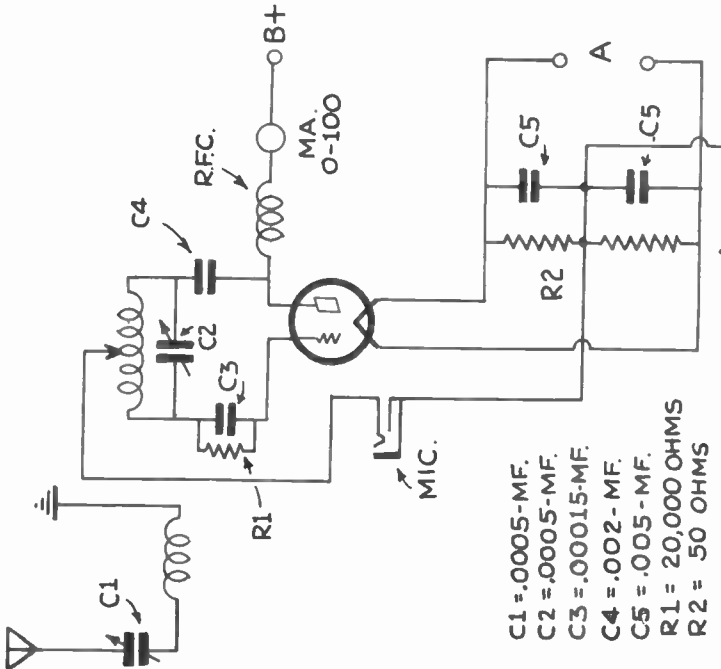 C1
C2
C3
R1
C4
R.F.C.
MA.
0-100
B+
MIC.
R2
C5
C5
A
C1 = .0005-MF.
C2 = .0005-MF.
C3 = .00015-MF.
C4 = .002-MF.
C5 = .005-MF.
R1 = 20,000 OHMS
R2 = 50 OHMS